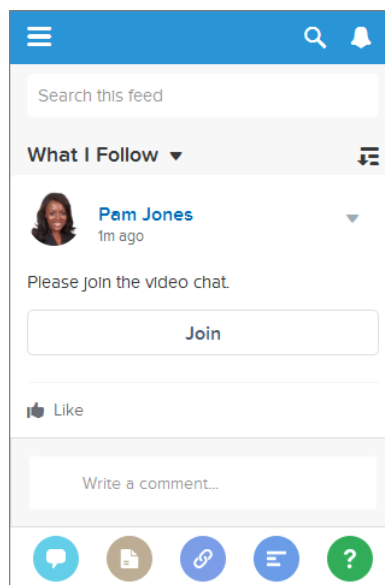 Search this feed
What I Follow
Pam Jones
1m ago
Please join the video chat.
Join
Like
Write a comment...
?